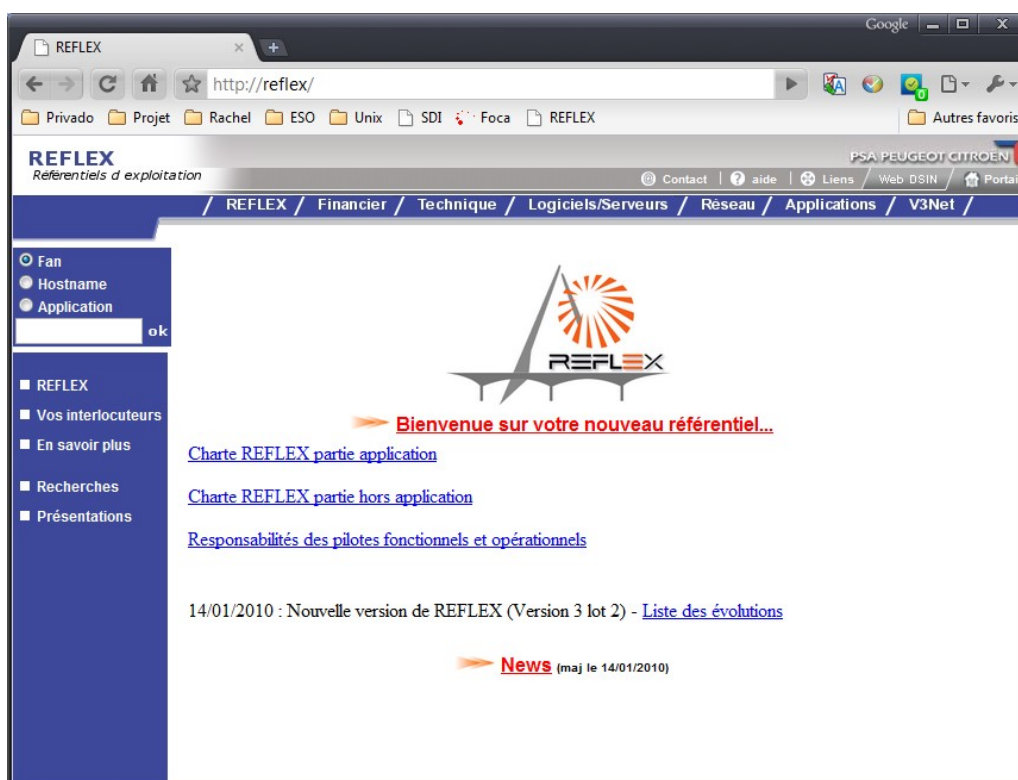 Google
REFLEX
http://reflex/
Privado Projet Rachel ESO Unix SDI Foca REFLEX Autres favoris
REFLEX
Référentiels d exploitation
PSA PEUGEOT CITROEN
Contact | aide | Liens / Web DSIN / Portai
/ REFLEX / Financier / Technique / Logiciels/Serveurs / Réseau / Applications / V3Net /
Fan
Hostname
Application
ok
REFLEX
Vos interlocuteurs
En savoir plus
Recherches
Présentations
REFLEX
Bienvenue sur votre nouveau référentiel...
Charte REFLEX partie application
Charte REFLEX partie hors application
Responsabilités des pilotes fonctionnels et opérationnels
14/01/2010 : Nouvelle version de REFLEX (Version 3 lot 2) - Liste des évolutions
News (maj le 14/01/2010)